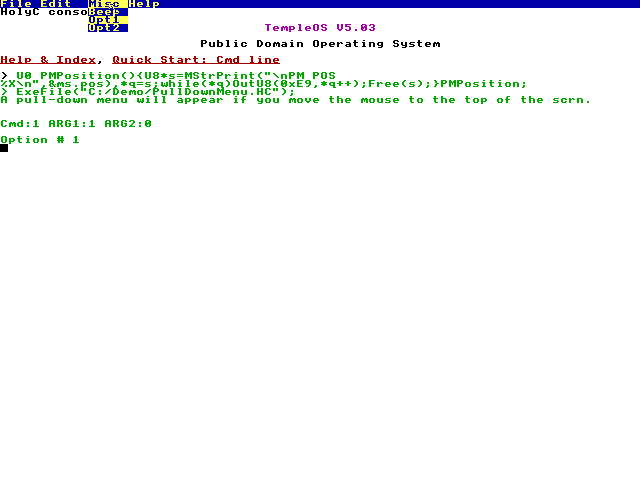 File Edit Misc Help
HolyC conso Beep
Opt1
Opt2
TempleOS V5.03
Public Domain Operating System
Help & Index, Quick Start: Cmd line
> U0 PMPosition(){U8*s=MStrPrint("\nPM_POS
%X\n",&ms.pos),*q=s;while(*q)OutU8(0xE9,*q++);Free(s);}PMPosition;
> ExeFile("C:/Demo/PullDownMenu.HC");
A pull-down menu will appear if you move the mouse to the top of the scrn.
Cmd:1 ARG1:1 ARG2:0
Option # 1